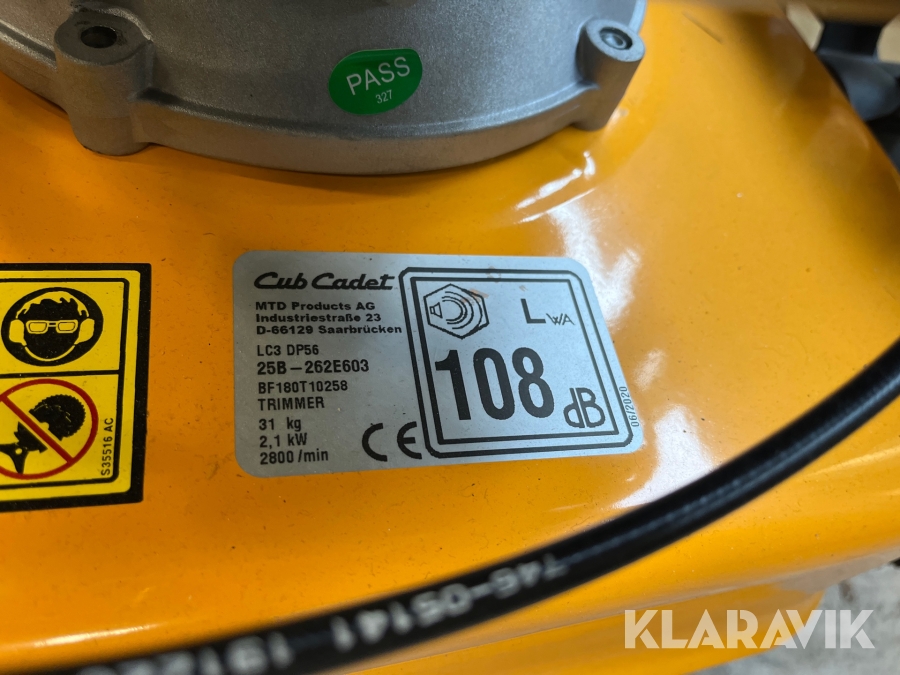 PASS
327
Cub Cadet
MTD Products AG
Industriestraße 23
D-66129 Saarbrücken
LC3 DP56
25B-262E603
BF180T10258
TRIMMER
31 kg
2,1 kW
2800 /min
CE
LWA
108
dB
06/2020
S35516 AC
746-05141
KLARAVIK